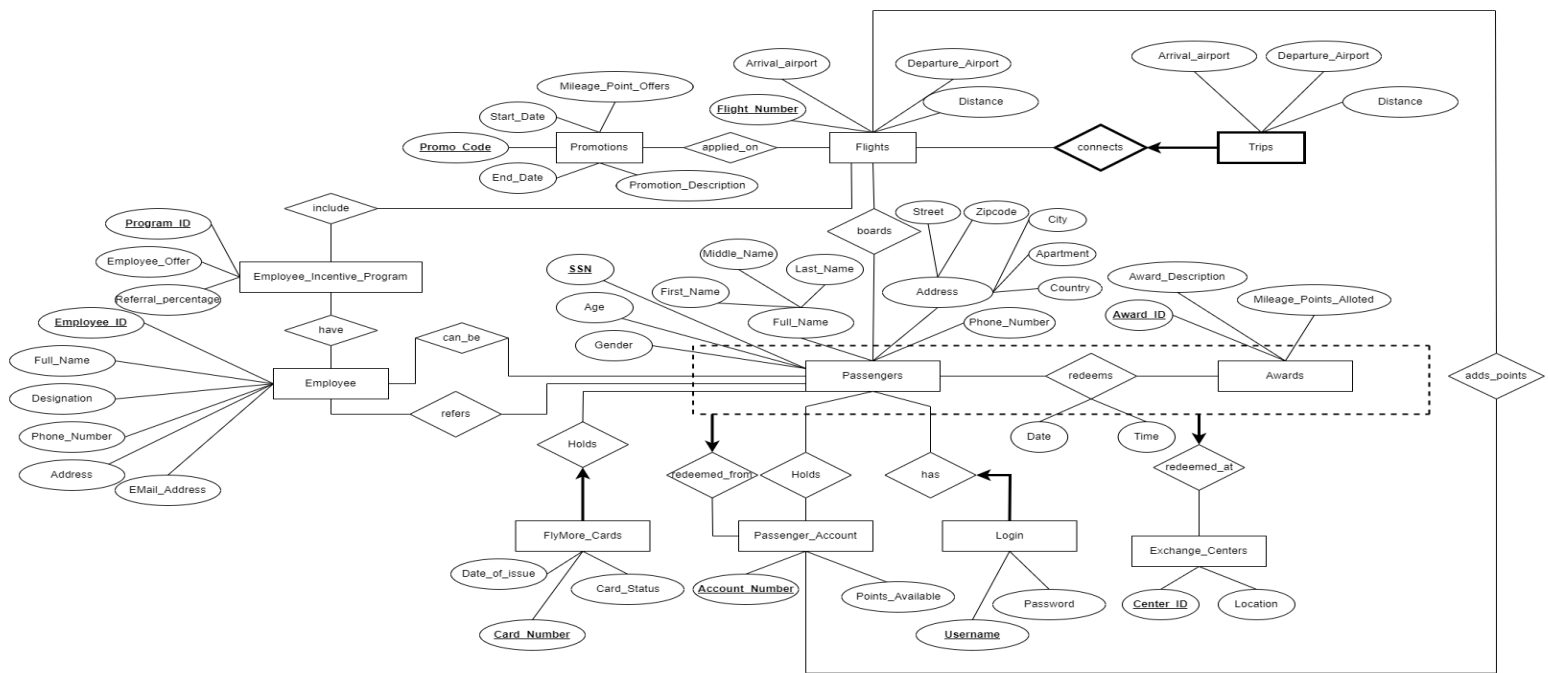 Arrival_airport
Departure_Airport
Arrival_airport
Departure_Airport
Mileage_Point_Offers
Flight_Number
Distance
Distance
Start_Date
Promo_Code
Promotions
applied_on
Flights
connects
Trips
End_Date
Promotion_Description
include
Street
Zipcode
City
Program_ID
boards
Middle_Name
Apartment
Employee_Offer
Employee_Incentive_Program
SSN
Last_Name
Address
Country
Award_Description
First_Name
Referral_percentage
Age
Full_Name
Phone_Number
Award_ID
Mileage_Points_Alloted
Employee_ID
have
can_be
Gender
Full_Name
Employee
Passengers
redeems
Awards
adds_points
Designation
refers
Phone_Number
Date
Time
Holds
Address
redeemed_from
Holds
has
redeemed_at
EMail_Address
FlyMore_Cards
Passenger_Account
Login
Exchange_Centers
Date_of_issue
Card_Status
Account_Number
Points_Available
Password
Center_ID
Location
Card_Number
Username